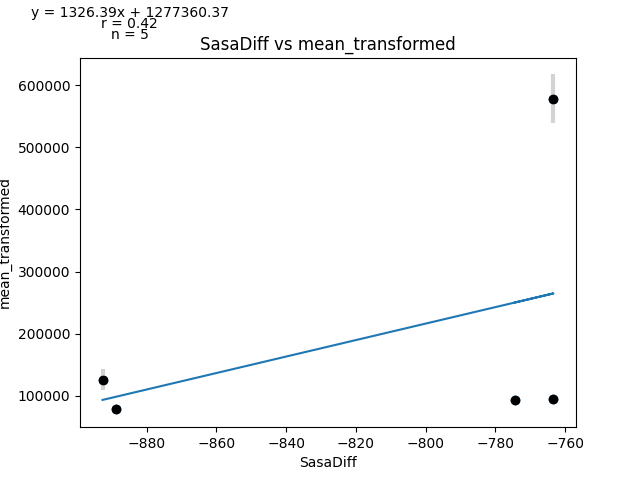 y = 1326.39x + 1277360.37
r = 0.42
n = 5
SasaDiff vs mean_transformed
600000
500000
400000
300000
200000
100000
mean_transformed
−880
−860
−840
−820
−800
−780
−760
SasaDiff